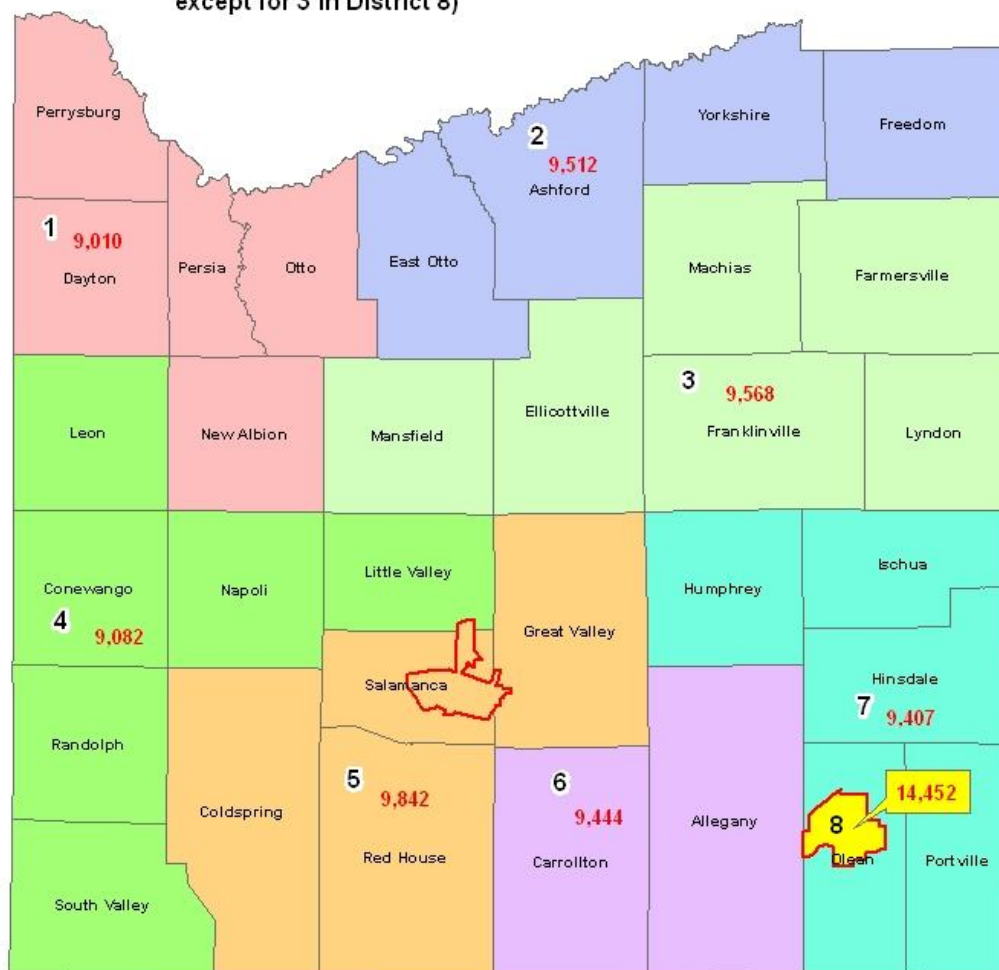 except for 3 in District 8)
Perrysburg
Yorkshire
Freedom
2
9,512
Ashford
1
9,010
Dayton
Persia
Otto
East Otto
Machias
Farmersville
3
9,568
Franklinville
Lyndon
Leon
New Albion
Mansfield
Ellicottville
Conewango
4
9,082
Napoli
Little Valley
Great Valley
Humphrey
Ischua
Salamanca
Hinsdale
7
9,407
Randolph
Coldspring
5
9,842
Red House
6
9,444
Carrollton
Allegany
14,452
8
Olean
Portville
South Valley